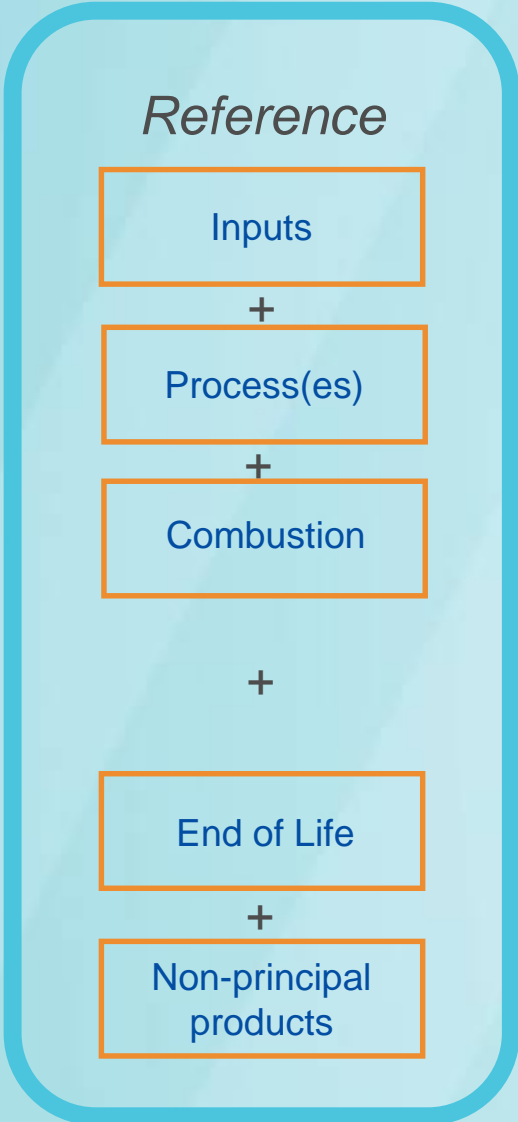 Reference
Inputs
+
Process(es)
+
Combustion
+
End of Life
+
Non-principal
products